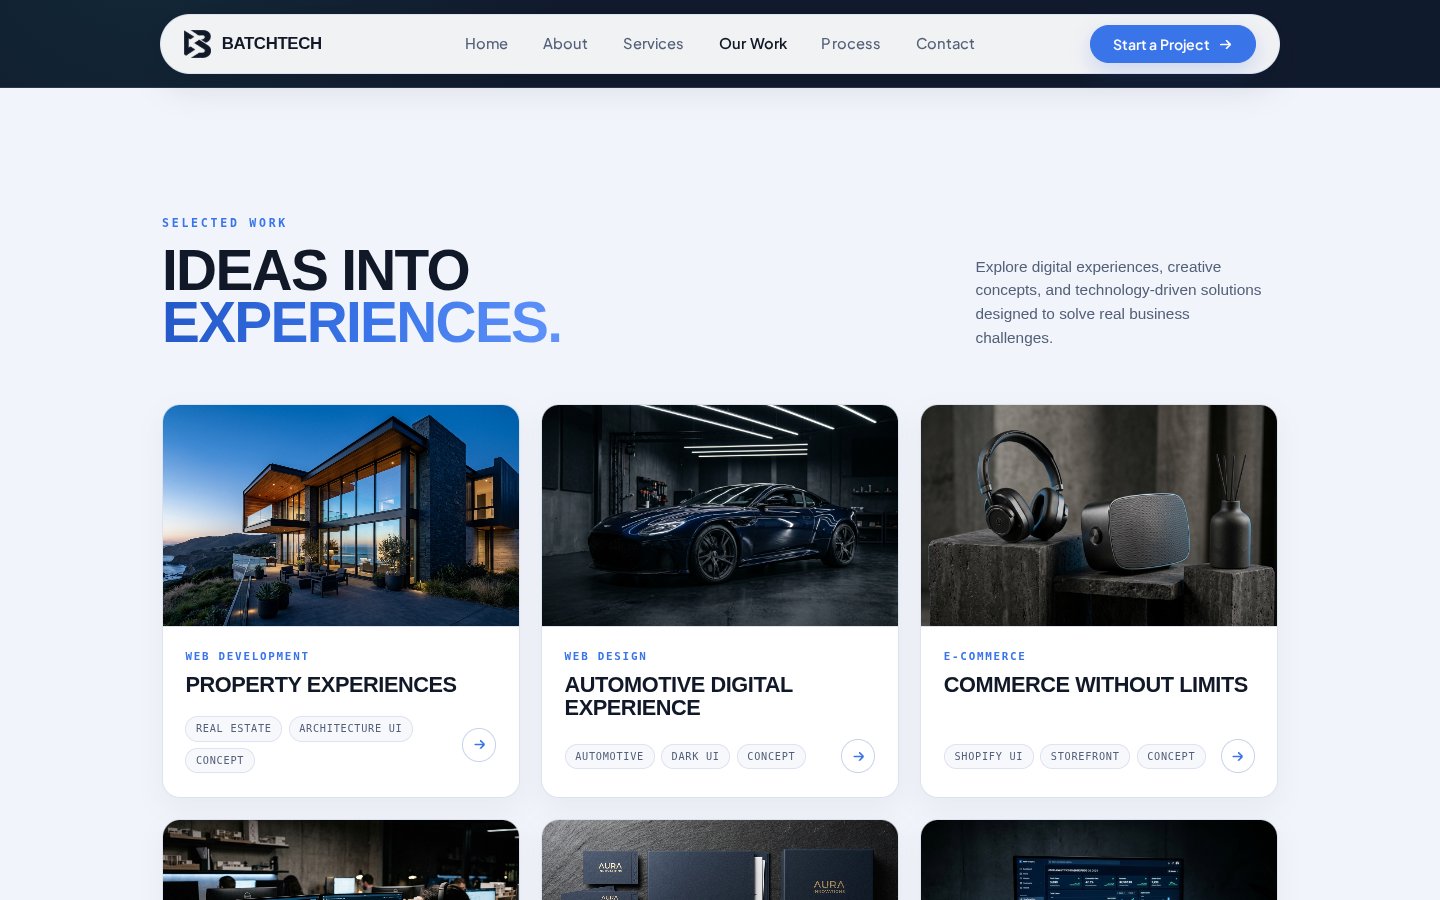 BATCHTECH
Home About Services Our Work Process Contact
Start a Project
SELECTED WORK
IDEAS INTO
EXPERIENCES.
Explore digital experiences, creative
concepts, and technology-driven solutions
designed to solve real business
challenges.
WEB DEVELOPMENT
PROPERTY EXPERIENCES
REAL ESTATE
ARCHITECTURE UI
CONCEPT
WEB DESIGN
AUTOMOTIVE DIGITAL
EXPERIENCE
AUTOMOTIVE
DARK UI
CONCEPT
E-COMMERCE
COMMERCE WITHOUT LIMITS
SHOPIFY UI
STOREFRONT
CONCEPT
AURA
AURA
AURA